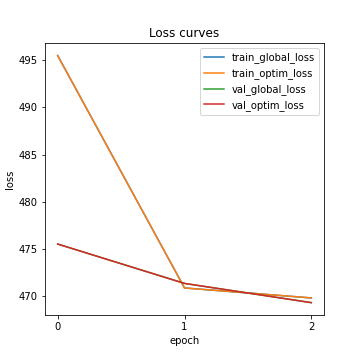 Loss curves
train_global_loss
train_optim_loss
val_global_loss
val_optim_loss
495
490
485
480
475
470
loss
0 1 2
epoch